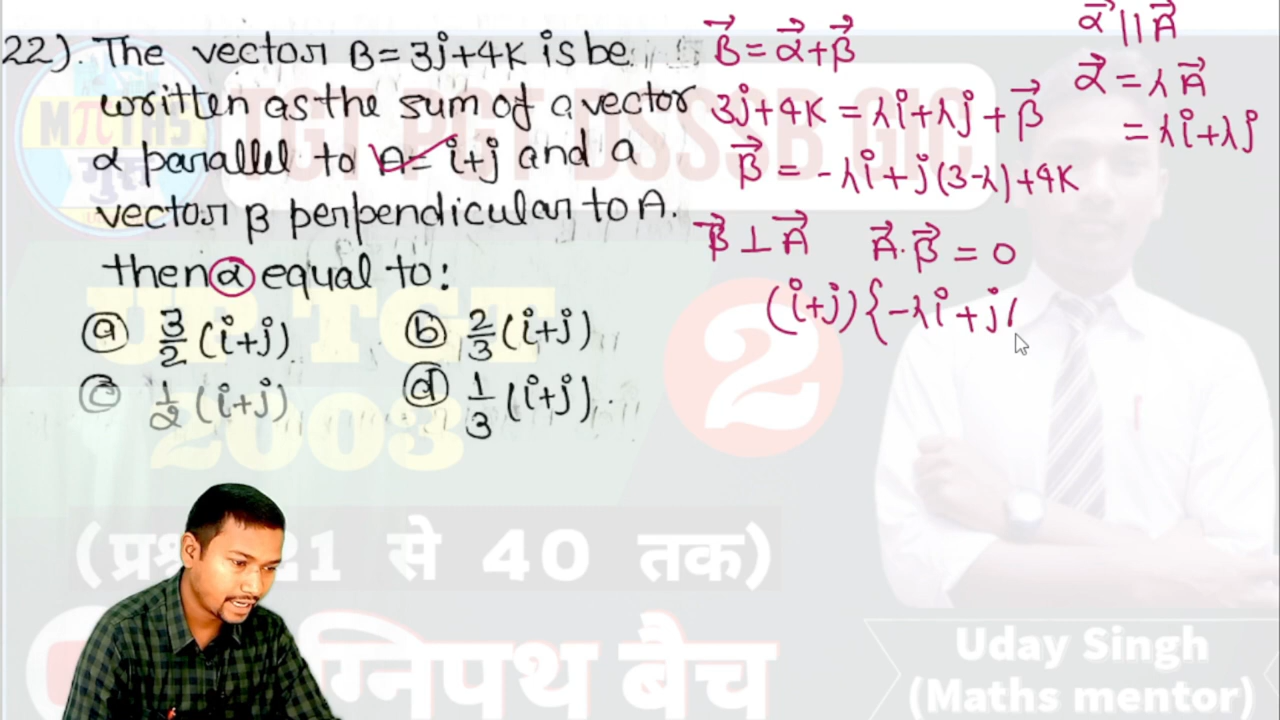 22). The vector B = 3j+4k is be
written as the sum of a vector
α parallel to A= i+j and a
vector β perpendicular to A.
then α equal to:
ⓐ 3/2 (i+j) ⓑ 2/3 (i+j)
ⓒ 1/2 (i+j) ⓓ 1/3 (i+j).
B⃗ = α⃗ + β⃗
3j+4k = λi+λj + β⃗
β⃗ = -λi + j(3-λ)+4k
β⃗ ⊥ A⃗ A⃗.β⃗ = 0
(i+j){-λi + j(
α⃗ || A⃗
α⃗ = λA⃗
= λi+λj
MπTHS
गुरु
TGT PGT DSSSB GIC
UP TGT
2003
2
(प्रश्न 21 से 40 तक)
ग्निपथ बैच
Uday Singh
(Maths mentor)